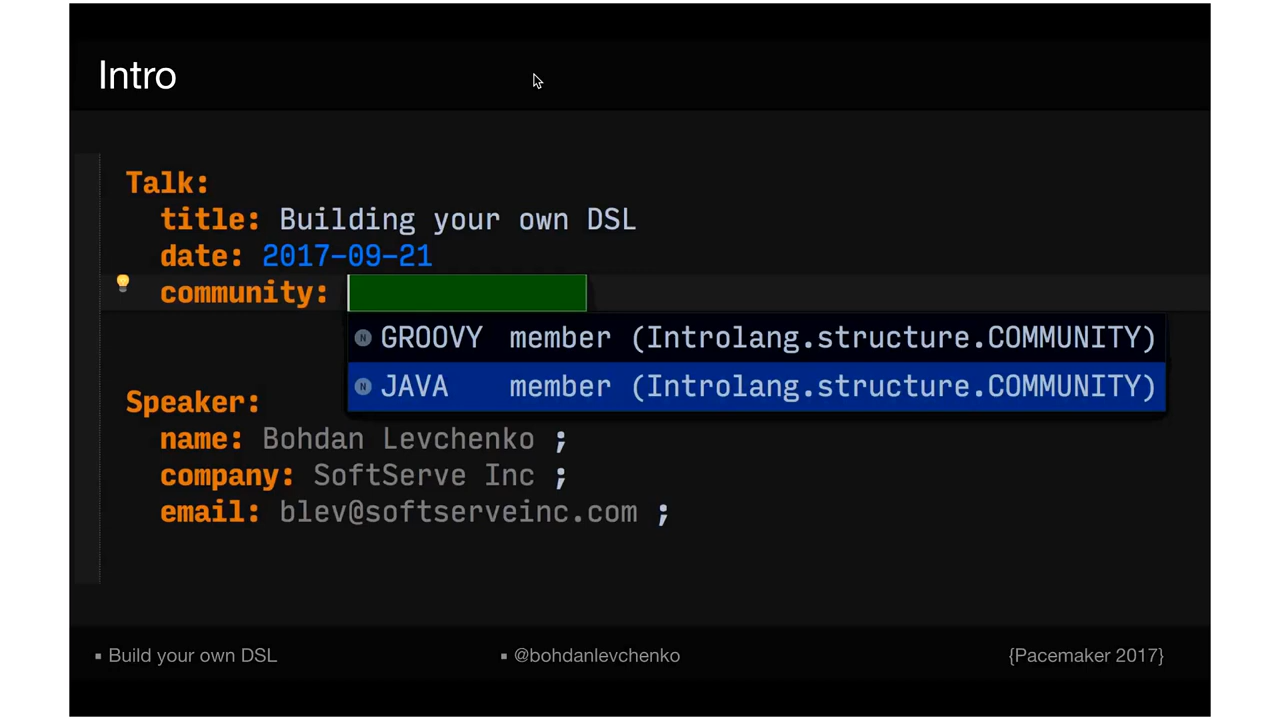 Intro
Talk:
title: Building your own DSL
date: 2017-09-21
community:
GROOVY member (Introlang.structure.COMMUNITY)
JAVA member (Introlang.structure.COMMUNITY)
Speaker:
name: Bohdan Levchenko ;
company: SoftServe Inc ;
email: blev@softserveinc.com ;
▪ Build your own DSL
▪ @bohdanlevchenko
{Pacemaker 2017}